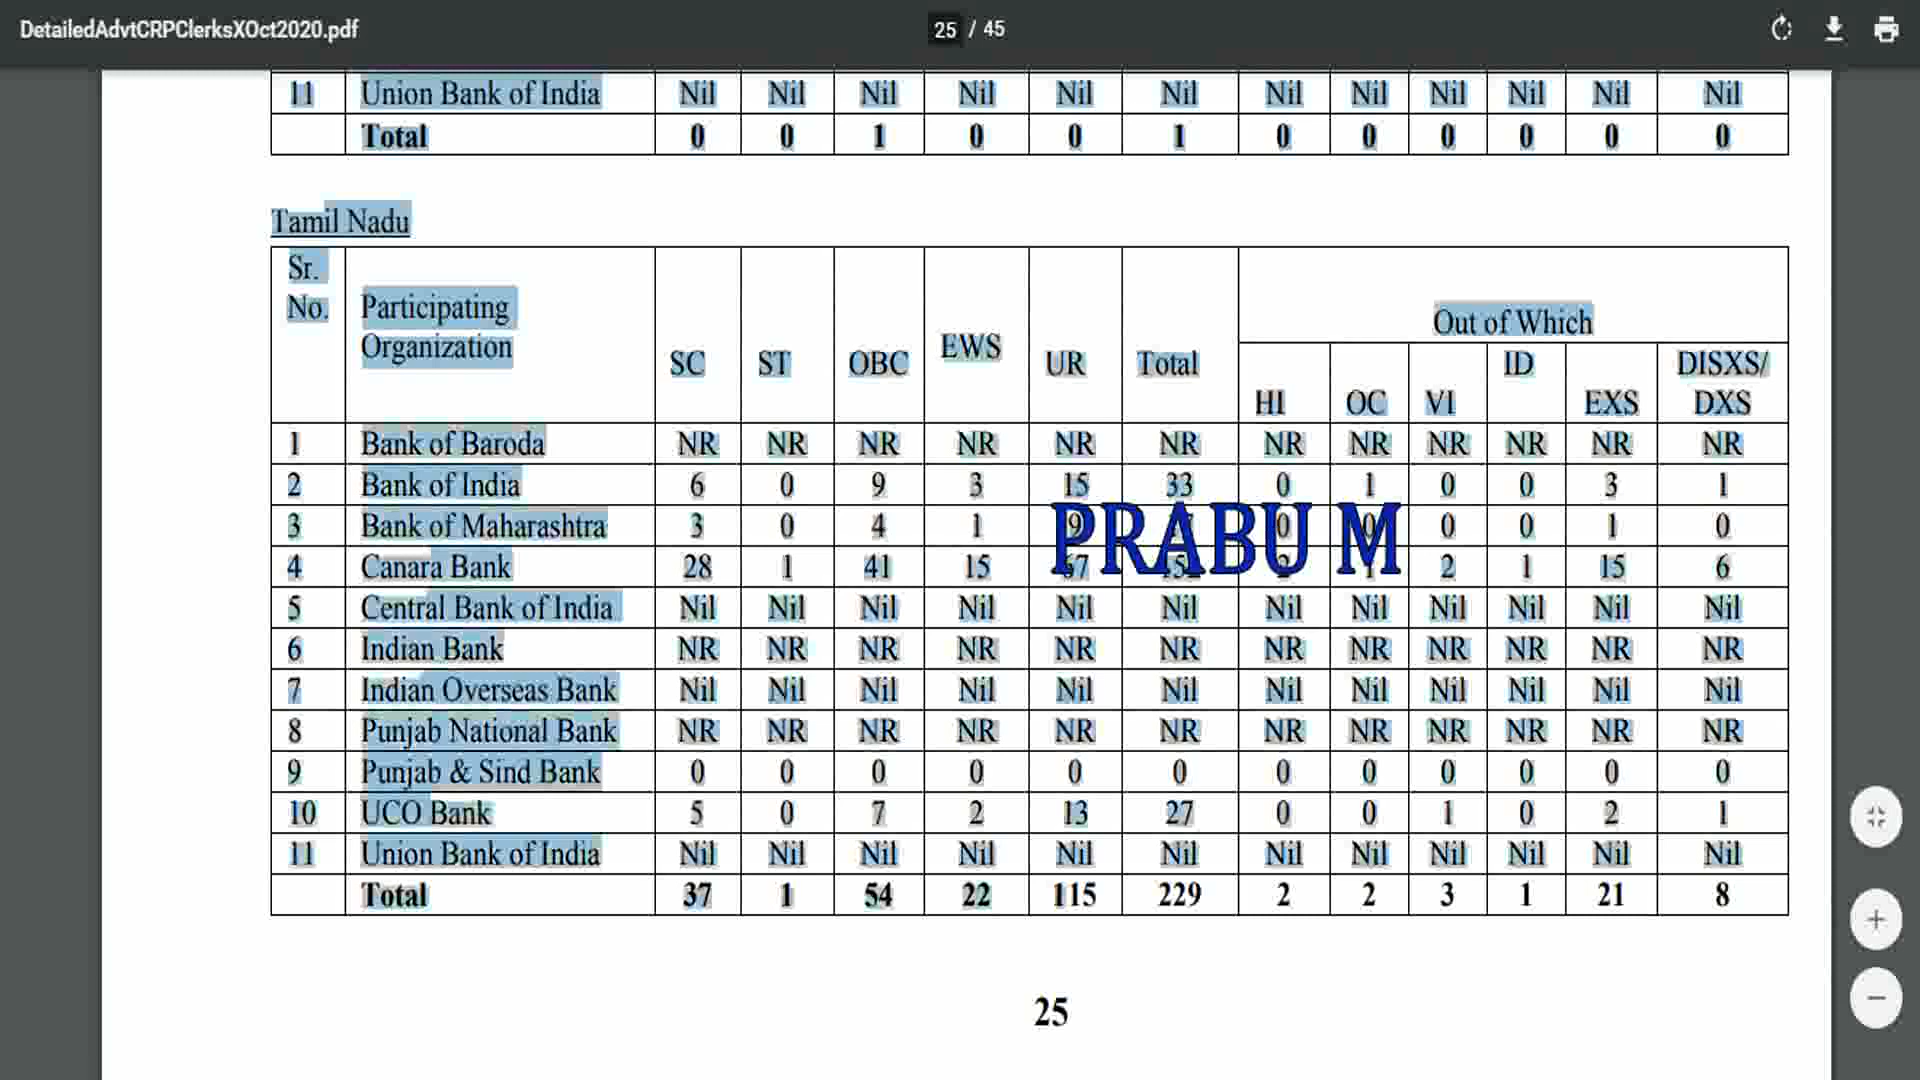 DetailedAdvtCRPClerksXOct2020.pdf 25 / 45
11 Union Bank of India Nil Nil Nil Nil Nil Nil Nil Nil Nil Nil Nil Nil
Total 0 0 1 0 0 1 0 0 0 0 0 0
Tamil Nadu
Sr. No. Participating Organization SC ST OBC EWS UR Total Out of Which
HI OC VI ID EXS DISXS/ DXS
1 Bank of Baroda NR NR NR NR NR NR NR NR NR NR NR NR
2 Bank of India 6 0 9 3 15 33 0 1 0 0 3 1
3 Bank of Maharashtra 3 0 4 1 9 0 0 0 0 1 0
PRABU M
4 Canara Bank 28 1 41 15 67 152 2 1 2 1 15 6
5 Central Bank of India Nil Nil Nil Nil Nil Nil Nil Nil Nil Nil Nil Nil
6 Indian Bank NR NR NR NR NR NR NR NR NR NR NR NR
7 Indian Overseas Bank Nil Nil Nil Nil Nil Nil Nil Nil Nil Nil Nil Nil
8 Punjab National Bank NR NR NR NR NR NR NR NR NR NR NR NR
9 Punjab & Sind Bank 0 0 0 0 0 0 0 0 0 0 0 0
10 UCO Bank 5 0 7 2 13 27 0 0 1 0 2 1
11 Union Bank of India Nil Nil Nil Nil Nil Nil Nil Nil Nil Nil Nil Nil
Total 37 1 54 22 115 229 2 2 3 1 21 8
25